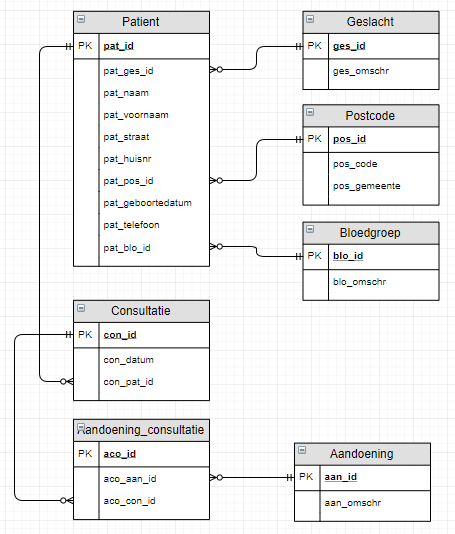 Patient
PK pat_id
pat_ges_id
pat_naam
pat_voornaam
pat_straat
pat_huisnr
pat_pos_id
pat_geboortedatum
pat_telefoon
pat_blo_id
Geslacht
PK ges_id
ges_omschr
Postcode
PK pos_id
pos_code
pos_gemeente
Bloedgroep
PK blo_id
blo_omschr
Consultatie
PK con_id
con_datum
con_pat_id
Aandoening_consultatie
PK aco_id
aco_aan_id
aco_con_id
Aandoening
PK aan_id
aan_omschr